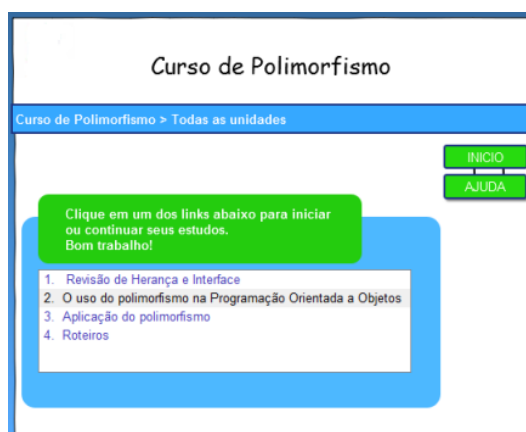 Curso de Polimorfismo
Curso de Polimorfismo > Todas as unidades
INICIO
AJUDA
Clique em um dos links abaixo para iniciar
ou continuar seus estudos.
Bom trabalho!
1. Revisão de Herança e Interface
2. O uso do polimorfismo na Programação Orientada a Objetos
3. Aplicação do polimorfismo
4. Roteiros